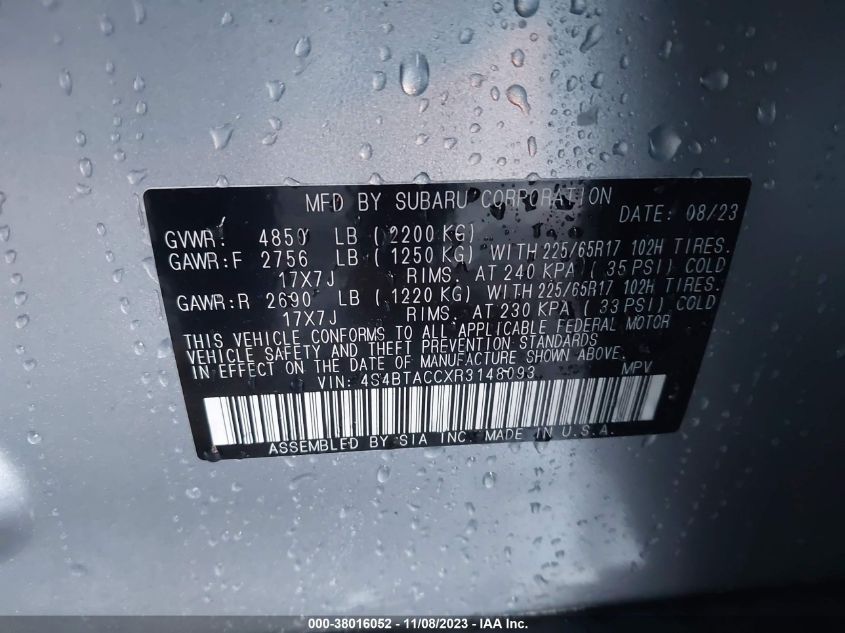 MFD BY SUBARU CORPORATION DATE: 08/23
GVWR: 4850 LB (2200 KG)
GAWR:F 2756 LB (1250 KG) WITH 225/65R17 102H TIRES.
17X7J RIMS. AT 240 KPA (35 PSI) COLD
GAWR:R 2690 LB (1220 KG) WITH 225/65R17 102H TIRES.
17X7J RIMS. AT 230 KPA (33 PSI) COLD
THIS VEHICLE CONFORMS TO ALL APPLICABLE FEDERAL MOTOR
VEHICLE SAFETY AND THEFT PREVENTION STANDARDS
IN EFFECT ON THE DATE OF MANUFACTURE SHOWN ABOVE.
VIN: 4S4BTACCXR3148093 MPV
ASSEMBLED BY SIA INC. MADE IN U.S.A.
000-38016052 - 11/08/2023 - IAA Inc.